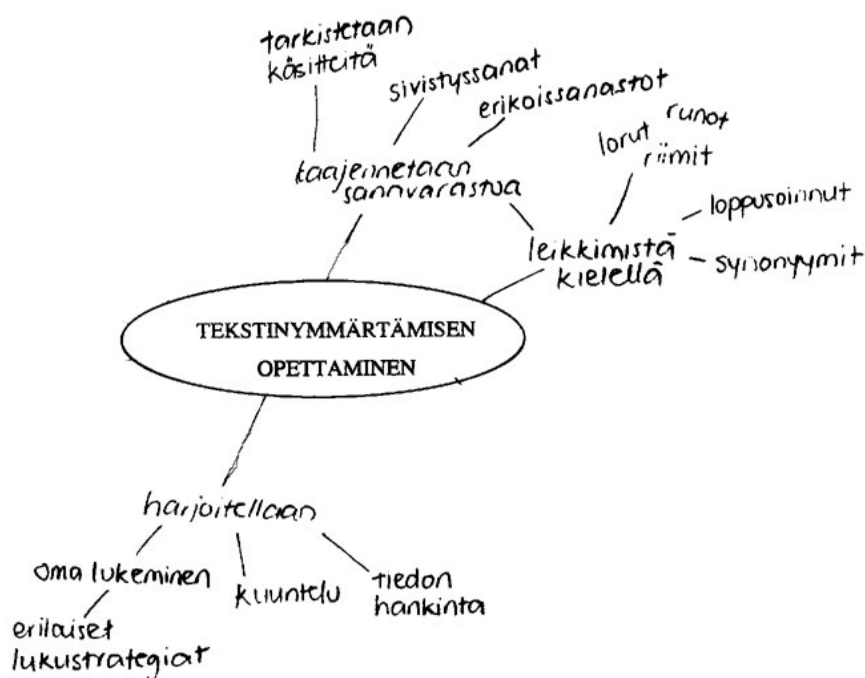 tarkistetaan
käsitteitä
sivistyssanat
erikoissanastot
laajennetaan
sanavarastoa
lorut runot
riimit
loppusoinnut
leikkimistä
kielellä
synonyymit
TEKSTINYMMÄRTÄMISEN
OPETTAMINEN
harjoitellaan
oma lukeminen
kuuntelu
tiedon
hankinta
erilaiset
lukustrategiat